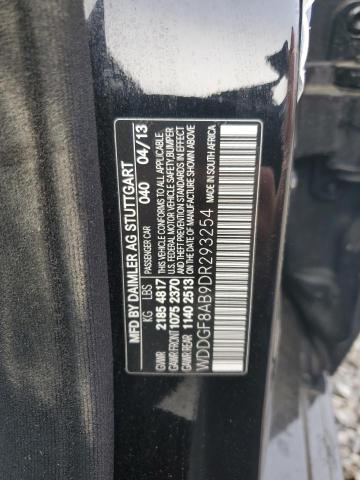 MFD BY DAIMLER AG STUTTGART
PASSENGER CAR 040 04/13
KG LBS
GVWR 2185 4817
GAWR FRONT 1075 2370
GAWR REAR 1140 2513
THIS VEHICLE CONFORMS TO
ALL APPLICABLE U.S. FEDERAL
MOTOR VEHICLE SAFETY, BUMPER
AND THEFT PREVENTION STANDARDS
IN EFFECT ON THE DATE OF
MANUFACTURE SHOWN ABOVE.
MADE IN SOUTH AFRICA
WDDGF8AB9DR293254